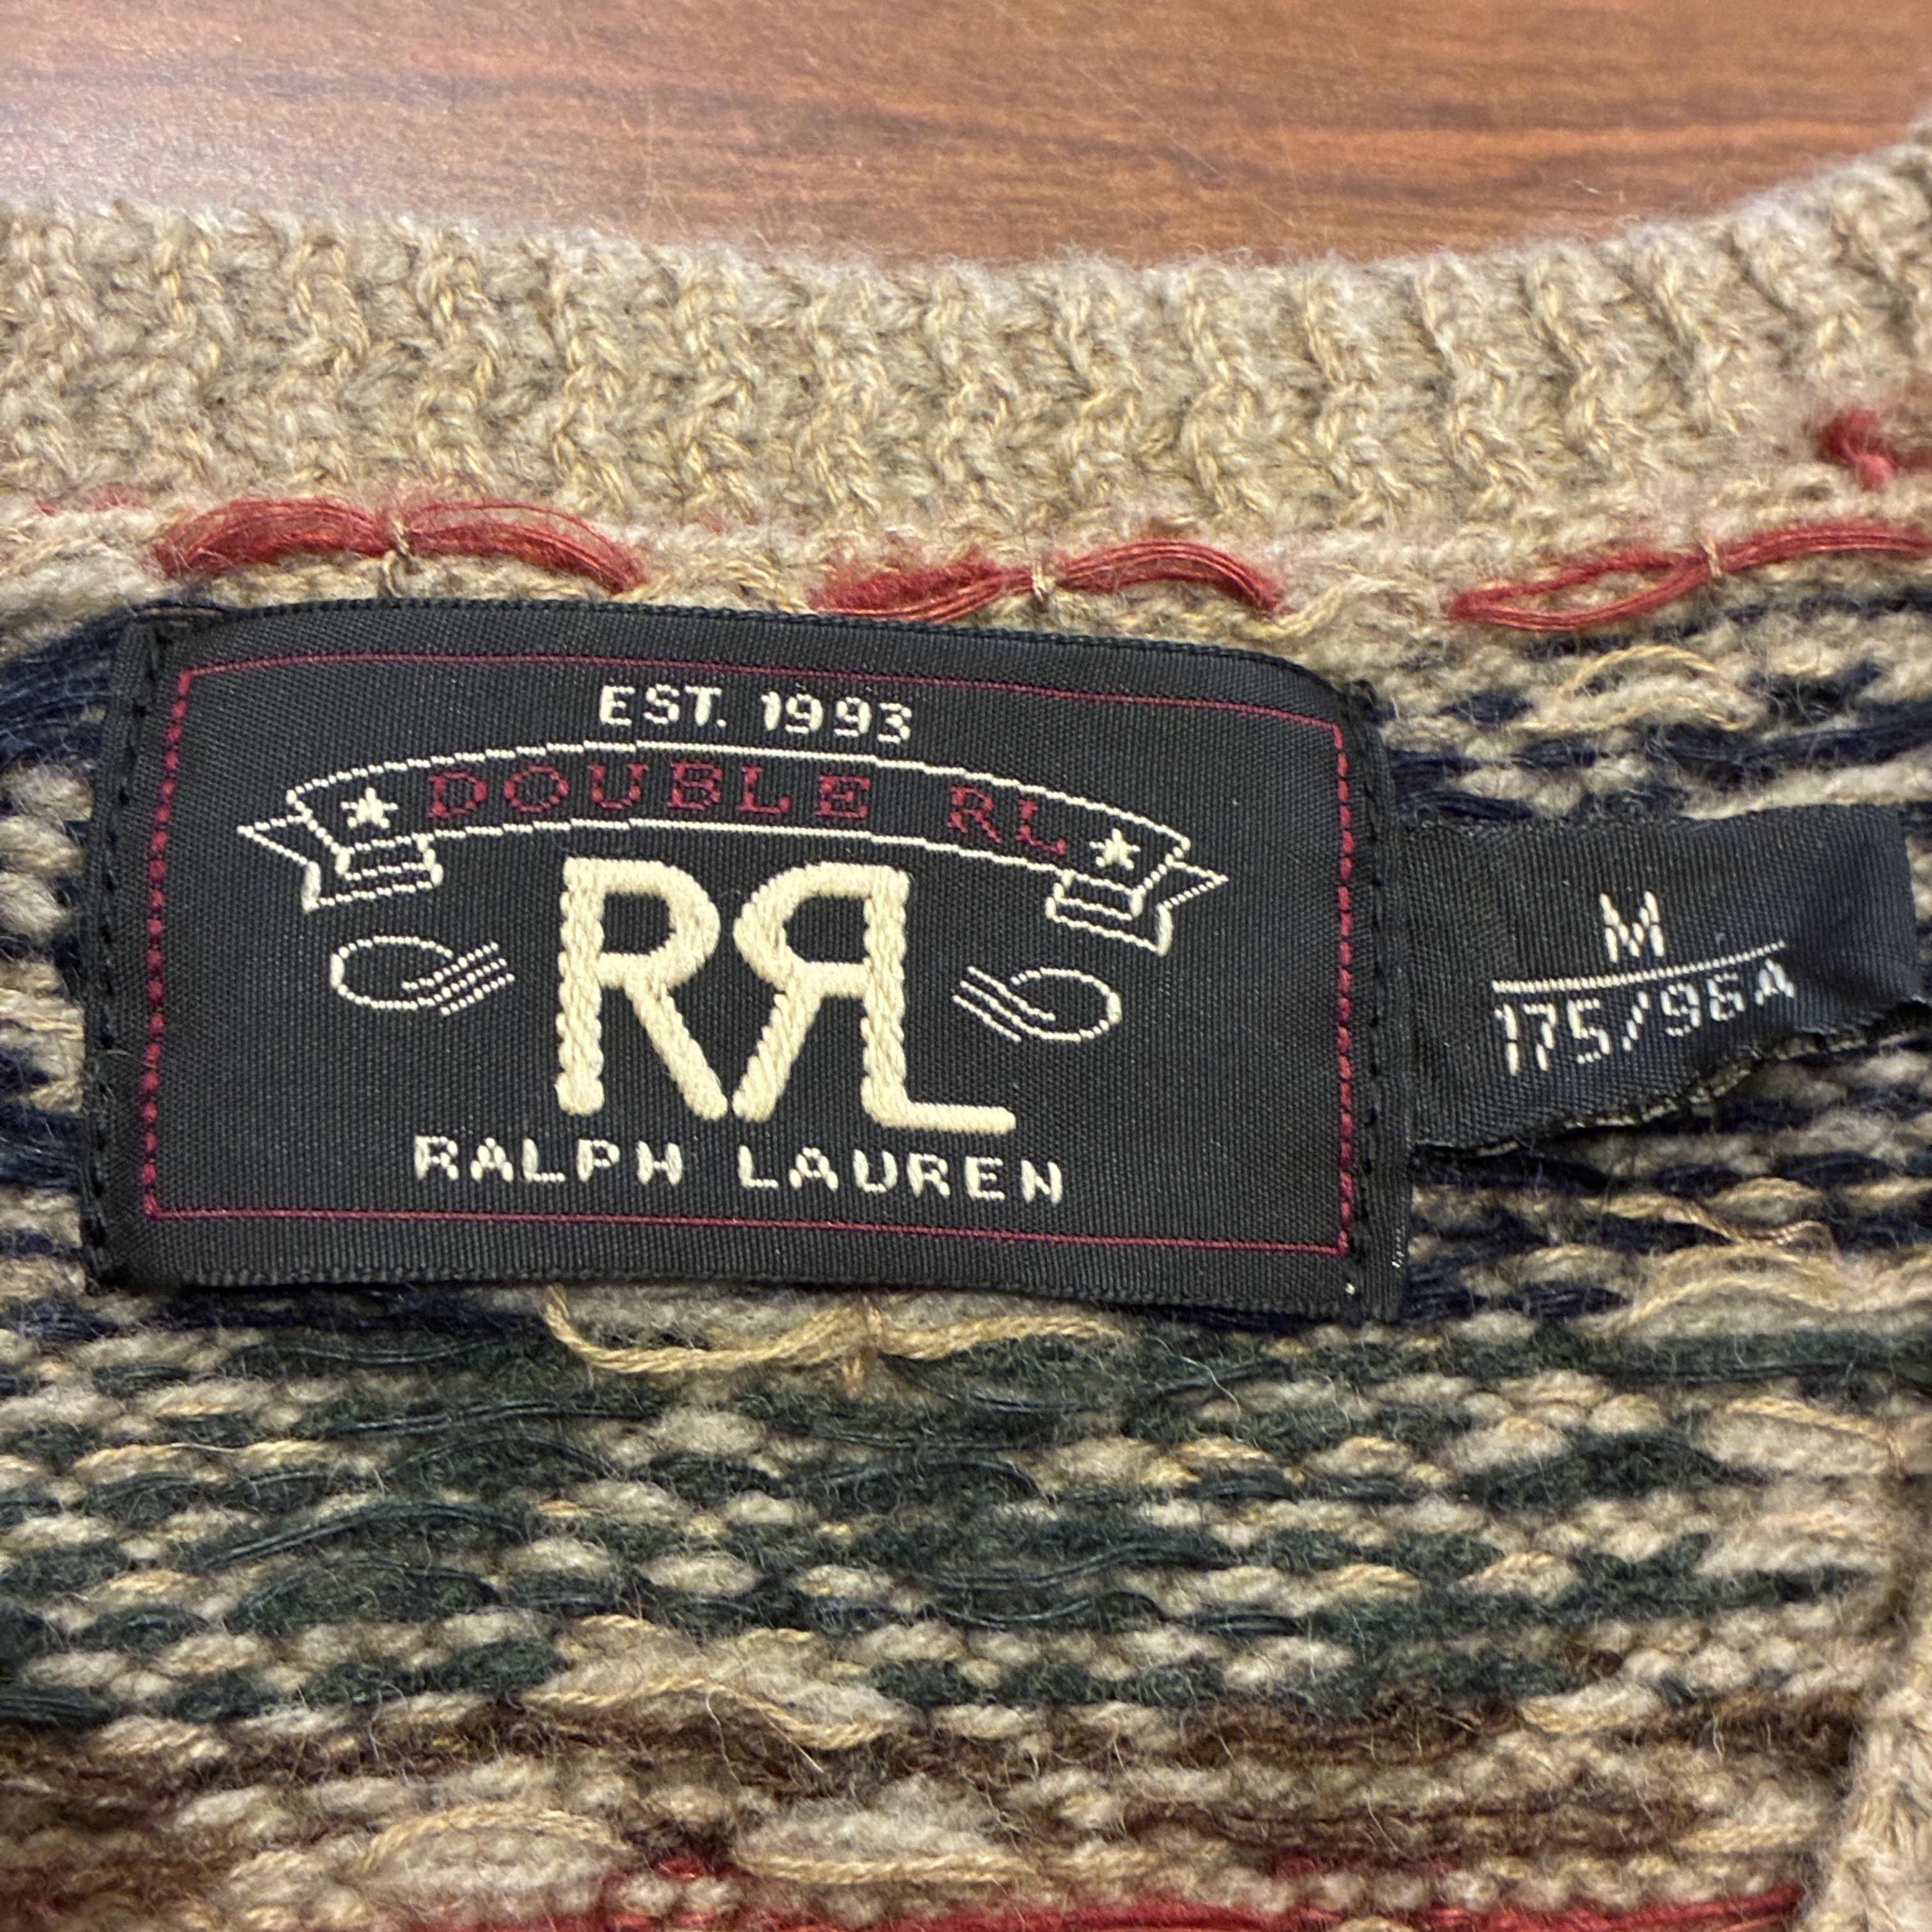 EST. 1993
DOUBLE RL
RRL
RALPH LAUREN
M
175/96A